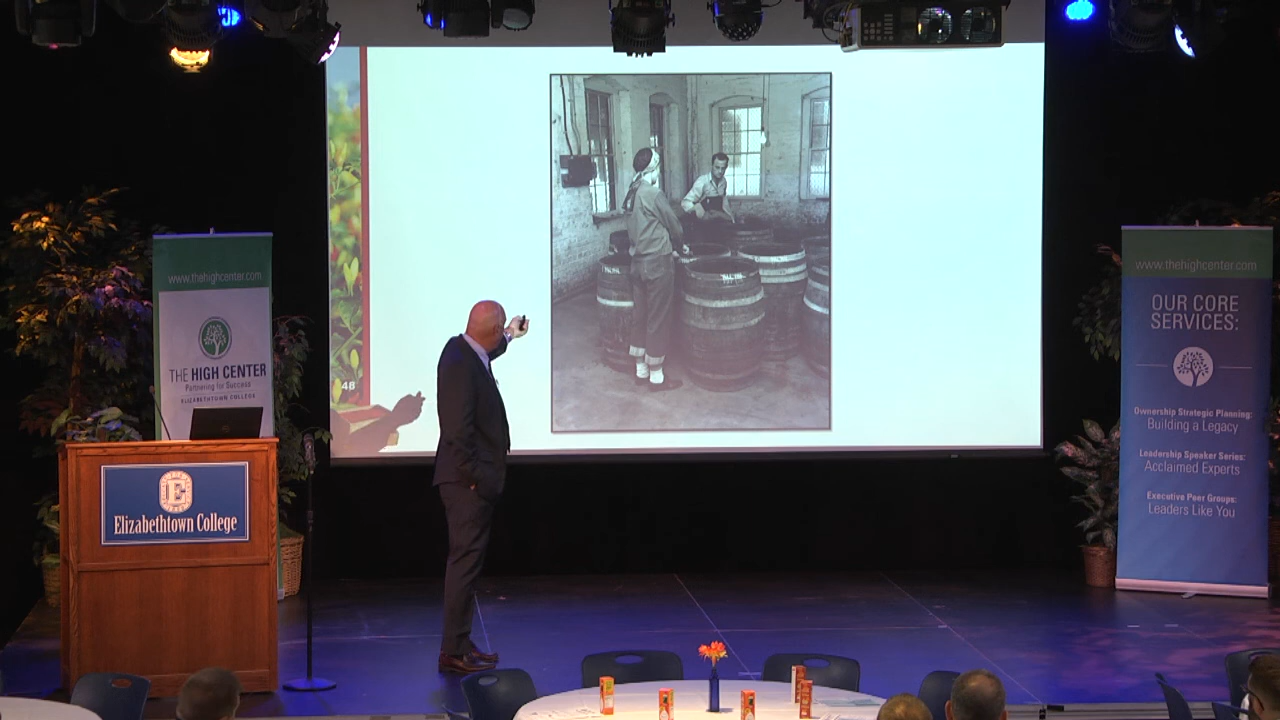 www.thehighcenter.com
THE HIGH CENTER
Partnering for Success
ELIZABETHTOWN COLLEGE
E
Elizabethtown College
48
www.thehighcenter.com
OUR CORE
SERVICES:
Ownership Strategic Planning:
Building a Legacy
Leadership Speaker Series:
Acclaimed Experts
Executive Peer Groups:
Leaders Like You